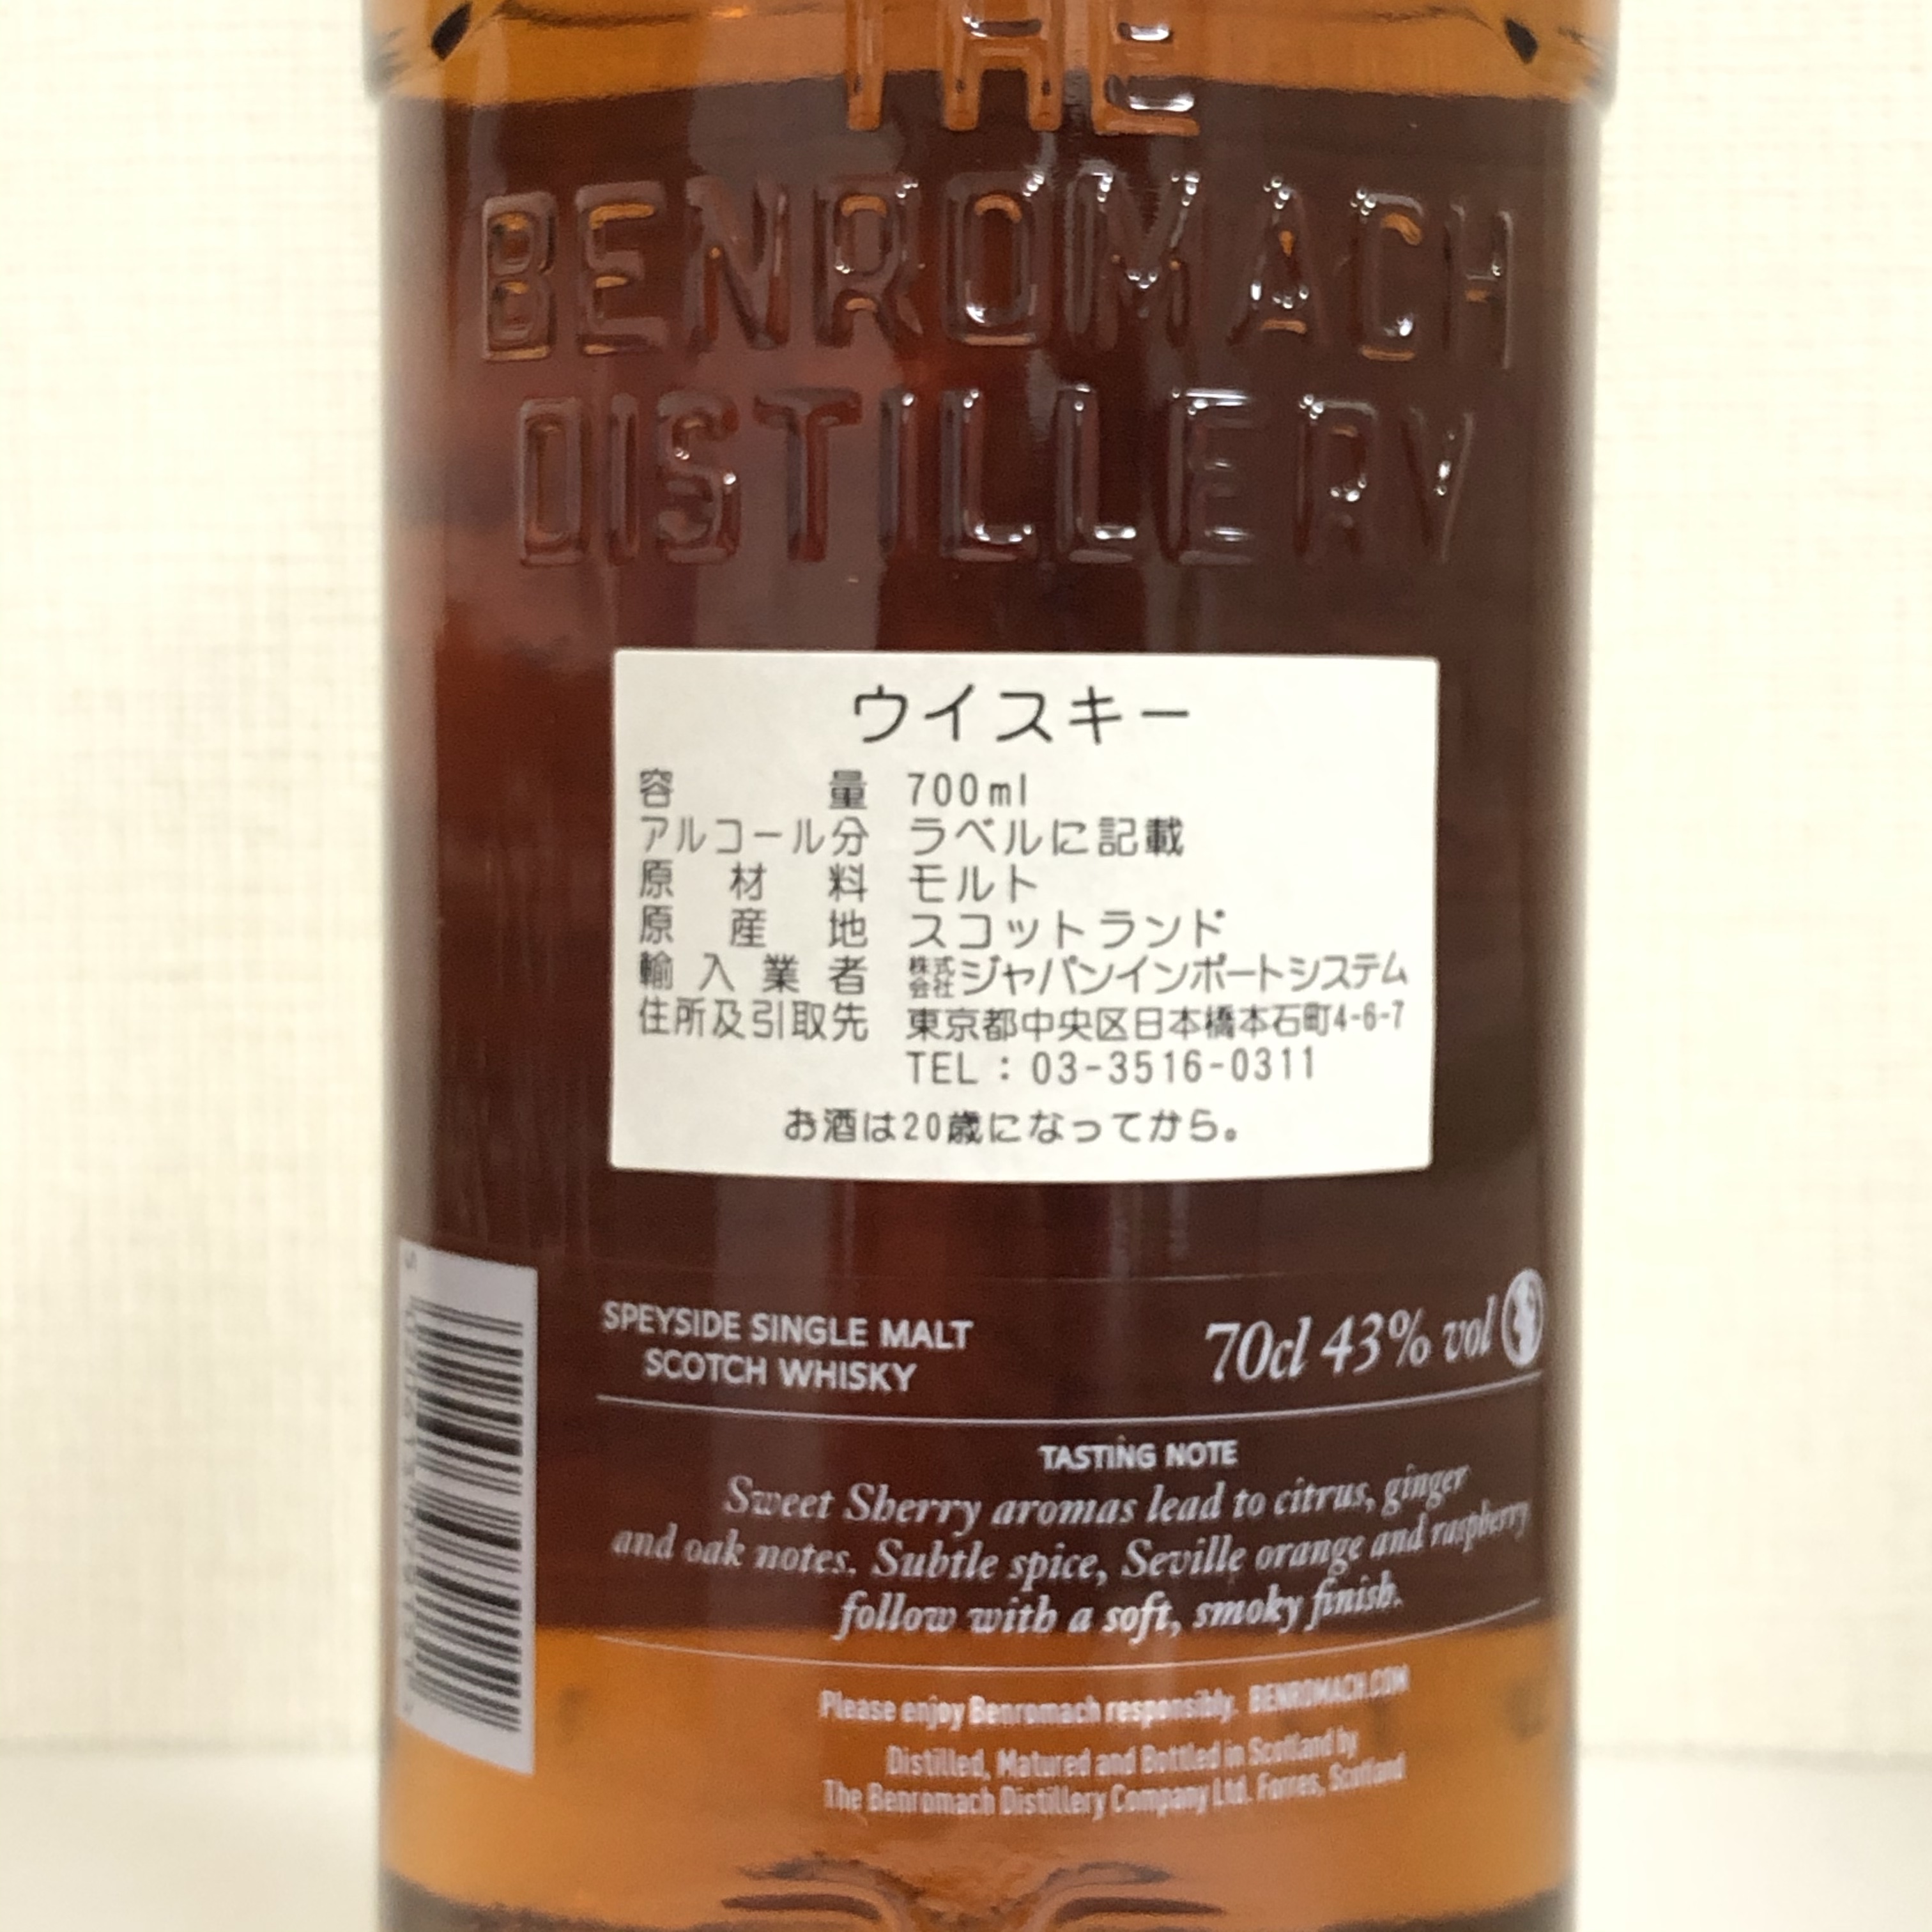 THE
BENROMACH
DISTILLERY
ウイスキー
容量 700ml
アルコール分 ラベルに記載
原材料 モルト
原産地 スコットランド
輸入業者 株式会社ジャパンインポートシステム
住所及引取先 東京都中央区日本橋本石町4-6-7
TEL：03-3516-0311
お酒は20歳になってから。
SPEYSIDE SINGLE MALT
SCOTCH WHISKY
70cl 43% vol
TASTING NOTE
Sweet Sherry aromas lead to citrus, ginger
and oak notes. Subtle spice, Seville orange and raspberry
follow with a soft, smoky finish.
Please enjoy Benromach responsibly. BENROMACH.COM
Distilled, Matured and Bottled in Scotland by
The Benromach Distillery Company Ltd. Forres, Scotland